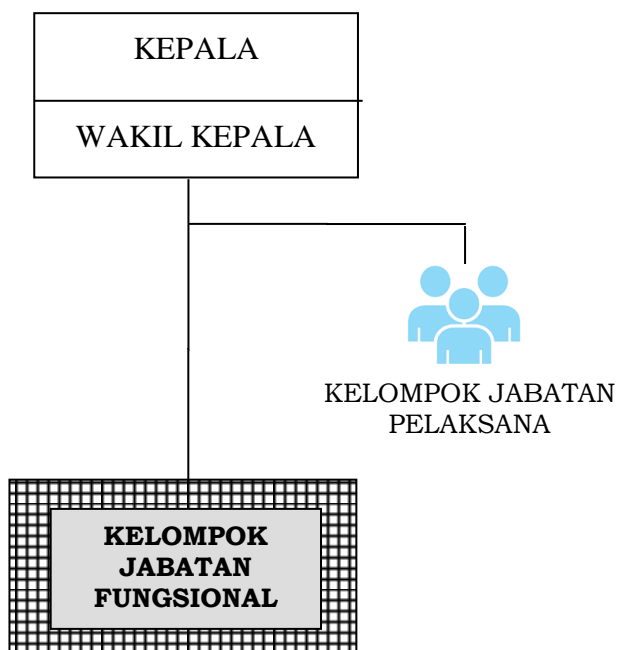 KEPALA
WAKIL KEPALA
KELOMPOK JABATAN
PELAKSANA
KELOMPOK
JABATAN
FUNGSIONAL